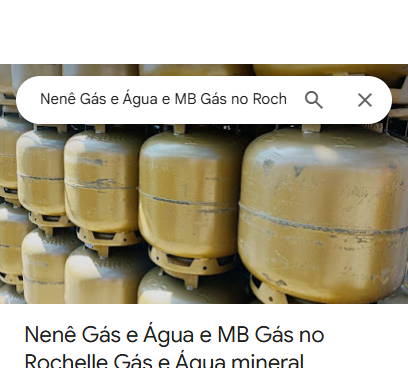 Nenê Gás e Água e MB Gás no Roch
Nenê Gás e Água e MB Gás no
Rochelle Gás e Água mineral